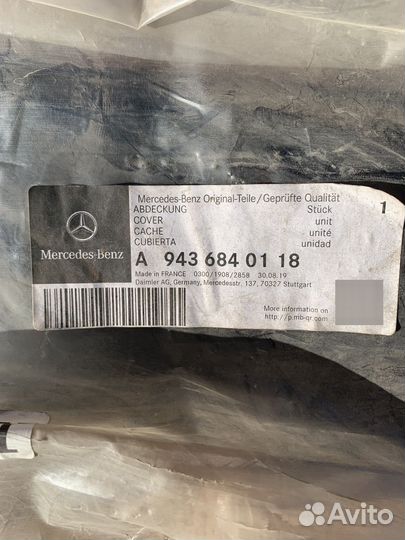 Mercedes-Benz Original-Teile/Geprüfte Qualität
ABDECKUNG Stück 1
COVER unit
CACHE unité
CUBIERTA unidad
Mercedes-Benz
A 943 684 01 18
Made in FRANCE 0300/1908/2858 30.08.19
Daimler AG, Germany, Mercedesstr. 137, 70327 Stuttgart
More information on
http://p.mb-qr.com
Avito